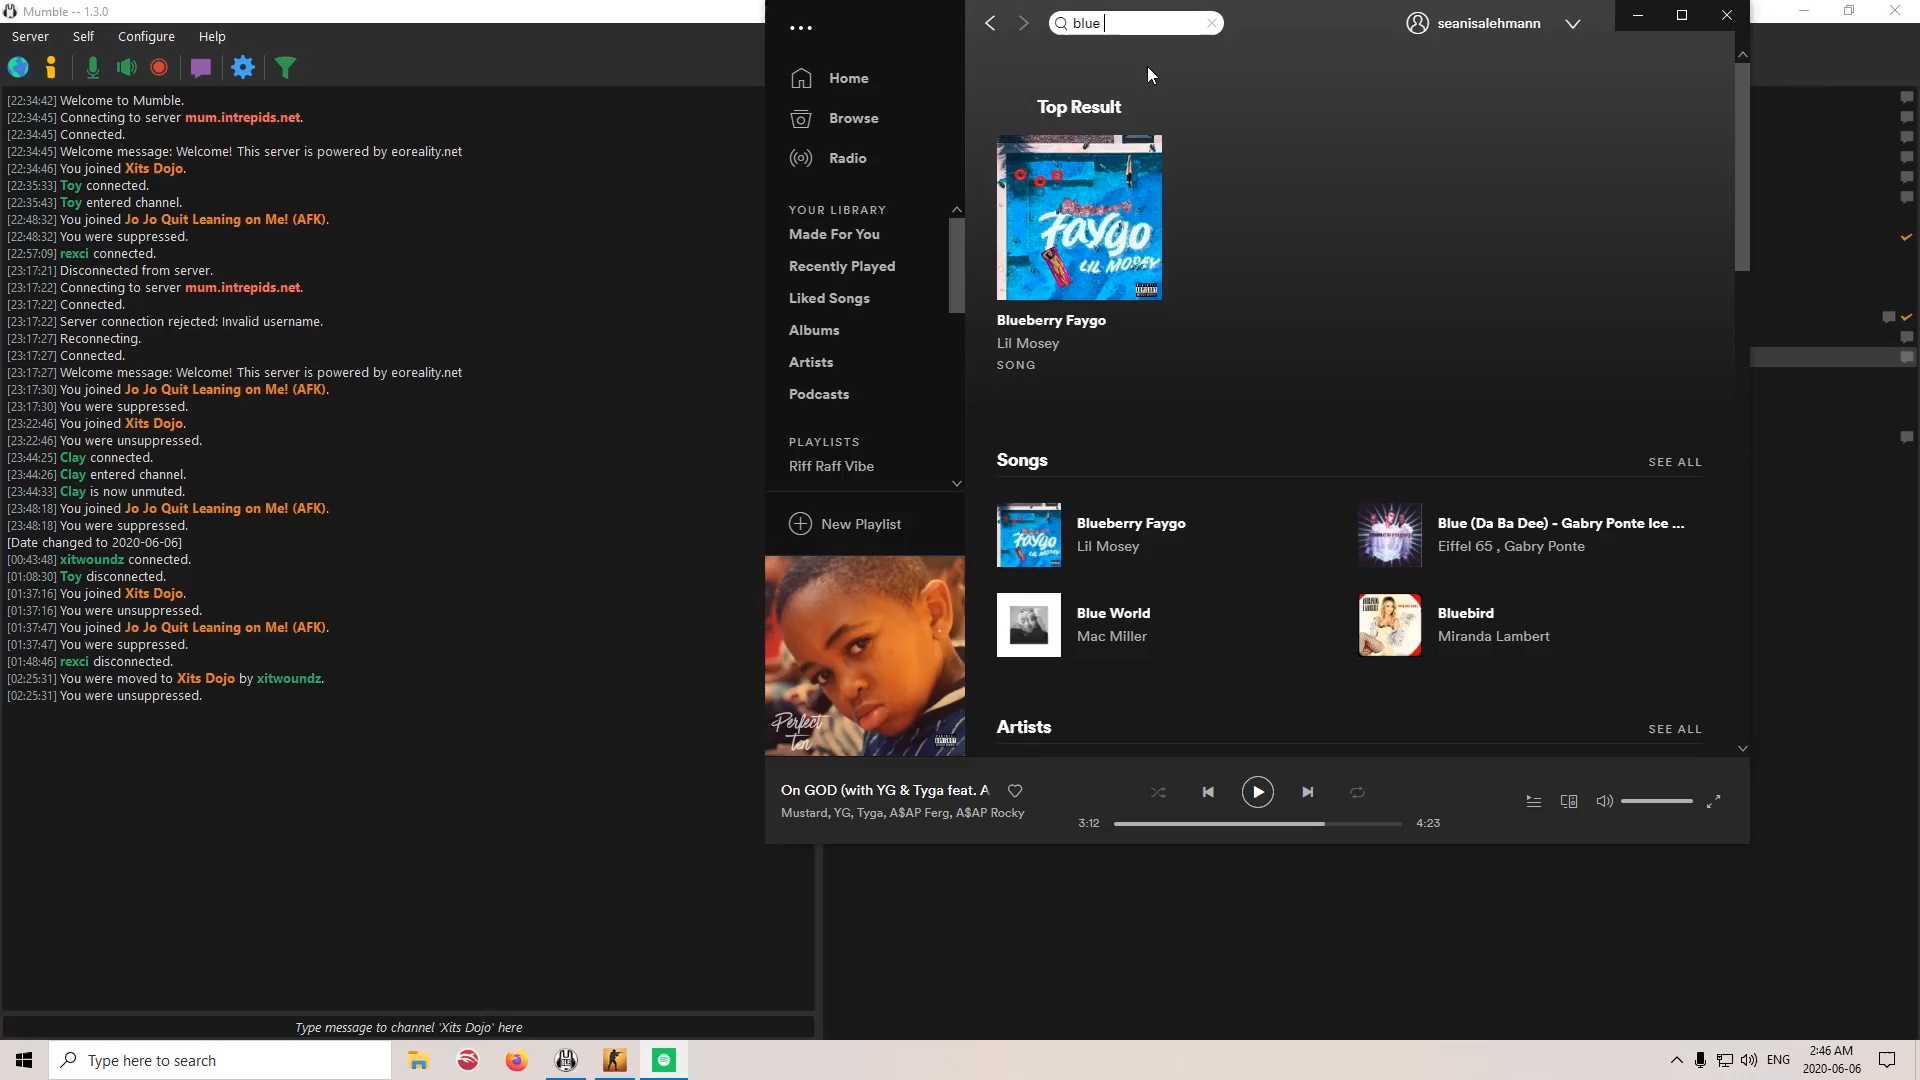 Mumble -- 1.3.0
Server Self Configure Help
[22:34:42] Welcome to Mumble.
[22:34:45] Connecting to server mum.intrepids.net.
[22:34:45] Connected.
[22:34:45] Welcome message: Welcome! This server is powered by eoreality.net
[22:34:46] You joined Xits Dojo.
[22:35:33] Toy connected.
[22:35:43] Toy entered channel.
[22:48:32] You joined Jo Jo Quit Leaning on Me! (AFK).
[22:48:32] You were suppressed.
[22:57:09] rexci connected.
[23:17:21] Disconnected from server.
[23:17:22] Connecting to server mum.intrepids.net.
[23:17:22] Connected.
[23:17:22] Server connection rejected: Invalid username.
[23:17:27] Reconnecting.
[23:17:27] Connected.
[23:17:27] Welcome message: Welcome! This server is powered by eoreality.net
[23:17:30] You joined Jo Jo Quit Leaning on Me! (AFK).
[23:17:30] You were suppressed.
[23:22:46] You joined Xits Dojo.
[23:22:46] You were unsuppressed.
[23:44:25] Clay connected.
[23:44:26] Clay entered channel.
[23:44:33] Clay is now unmuted.
[23:48:18] You joined Jo Jo Quit Leaning on Me! (AFK).
[23:48:18] You were suppressed.
[Date changed to 2020-06-06]
[00:43:48] xitwoundz connected.
[01:08:30] Toy disconnected.
[01:37:16] You joined Xits Dojo.
[01:37:16] You were unsuppressed.
[01:37:47] You joined Jo Jo Quit Leaning on Me! (AFK).
[01:37:47] You were suppressed.
[01:48:46] rexci disconnected.
[02:25:31] You were moved to Xits Dojo by xitwoundz.
[02:25:31] You were unsuppressed.
Type message to channel 'Xits Dojo' here
Home
Browse
Radio
YOUR LIBRARY
Made For You
Recently Played
Liked Songs
Albums
Artists
Podcasts
PLAYLISTS
Riff Raff Vibe
New Playlist
Perfect
ten
blue
seanisalehmann
Top Result
Faygo
LIL MOSEY
Blueberry Faygo
Lil Mosey
SONG
Songs
SEE ALL
Blueberry Faygo
Lil Mosey
Blue (Da Ba Dee) - Gabry Ponte Ice ...
Eiffel 65 , Gabry Ponte
Blue World
Mac Miller
Bluebird
Miranda Lambert
Artists
SEE ALL
On GOD (with YG & Tyga feat. A
Mustard, YG, Tyga, A$AP Ferg, A$AP Rocky
3:12
4:23
Type here to search
ENG
2:46 AM
2020-06-06